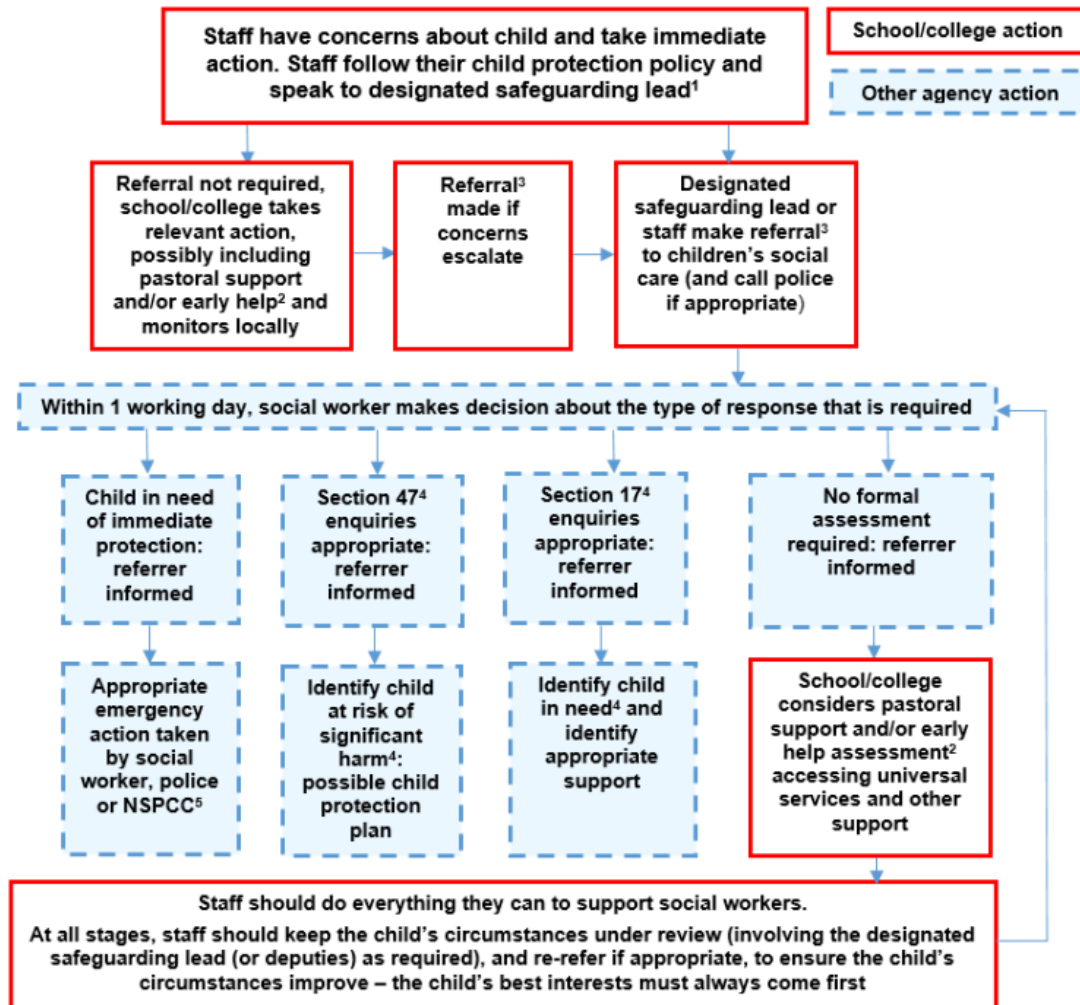 Staff have concerns about child and take immediate
action. Staff follow their child protection policy and
speak to designated safeguarding lead¹
School/college action
Other agency action
Referral not required,
school/college takes
relevant action,
possibly including
pastoral support
and/or early help² and
monitors locally
Referral³
made if
concerns
escalate
Designated
safeguarding lead or
staff make referral³
to children’s social
care (and call police
if appropriate)
Within 1 working day, social worker makes decision about the type of response that is required
Child in need
of immediate
protection:
referrer
informed
Section 47⁴
enquiries
appropriate:
referrer
informed
Section 17⁴
enquiries
appropriate:
referrer
informed
No formal
assessment
required: referrer
informed
Appropriate
emergency
action taken
by social
worker, police
or NSPCC⁵
Identify child
at risk of
significant
harm⁴:
possible child
protection
plan
Identify child
in need⁴ and
identify
appropriate
support
School/college
considers pastoral
support and/or early
help assessment²
accessing universal
services and other
support
Staff should do everything they can to support social workers.
At all stages, staff should keep the child’s circumstances under review (involving the designated
safeguarding lead (or deputies) as required), and re-refer if appropriate, to ensure the child’s
circumstances improve – the child’s best interests must always come first